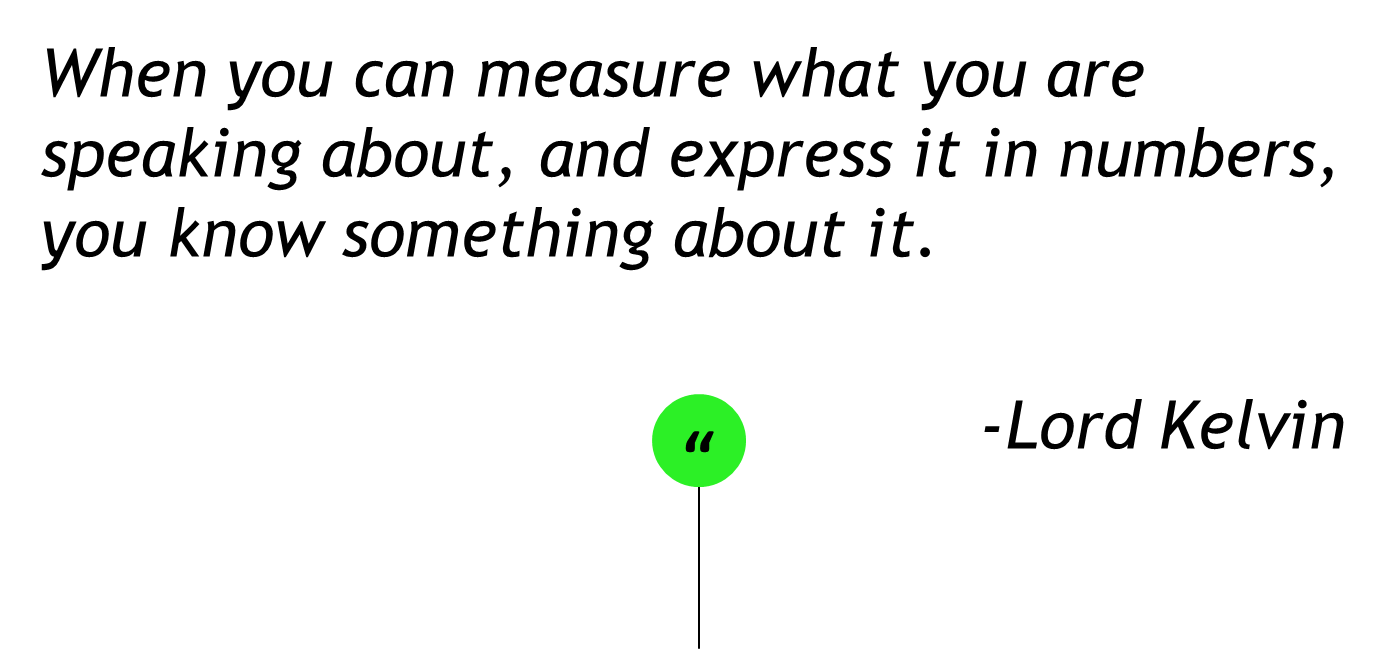 When you can measure what you are
speaking about, and express it in numbers,
you know something about it.
“
-Lord Kelvin